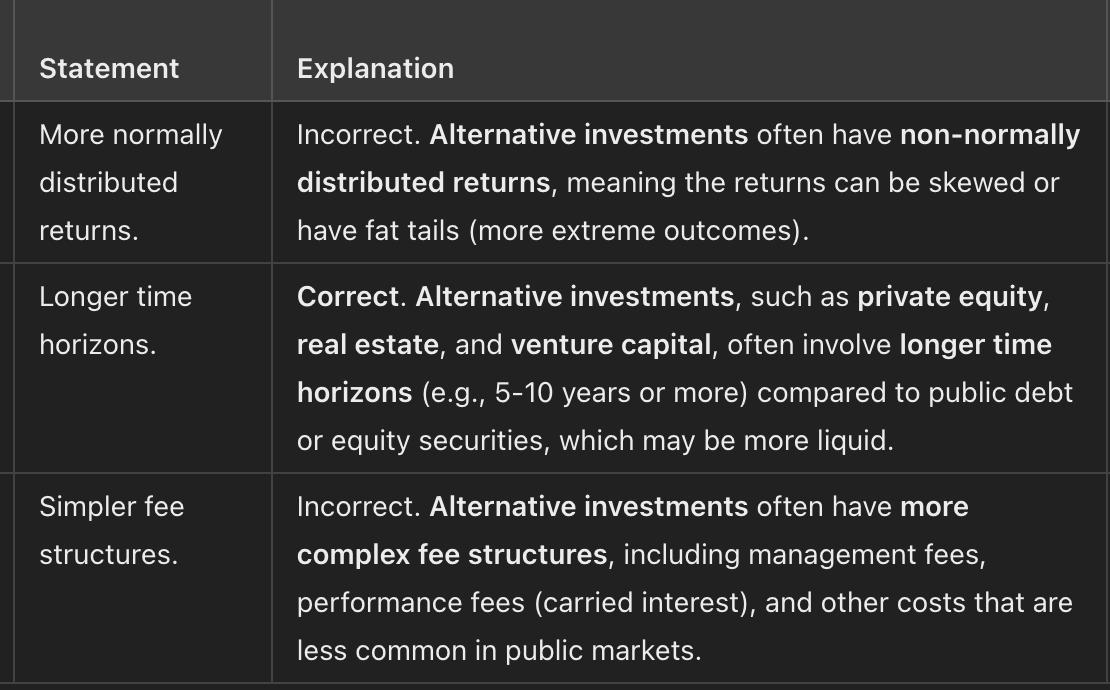 Statement
Explanation
More normally
distributed
returns.
Incorrect. Alternative investments often have non-normally
distributed returns, meaning the returns can be skewed or
have fat tails (more extreme outcomes).
Longer time
horizons.
Correct. Alternative investments, such as private equity,
real estate, and venture capital, often involve longer time
horizons (e.g., 5-10 years or more) compared to public debt
or equity securities, which may be more liquid.
Simpler fee
structures.
Incorrect. Alternative investments often have more
complex fee structures, including management fees,
performance fees (carried interest), and other costs that are
less common in public markets.